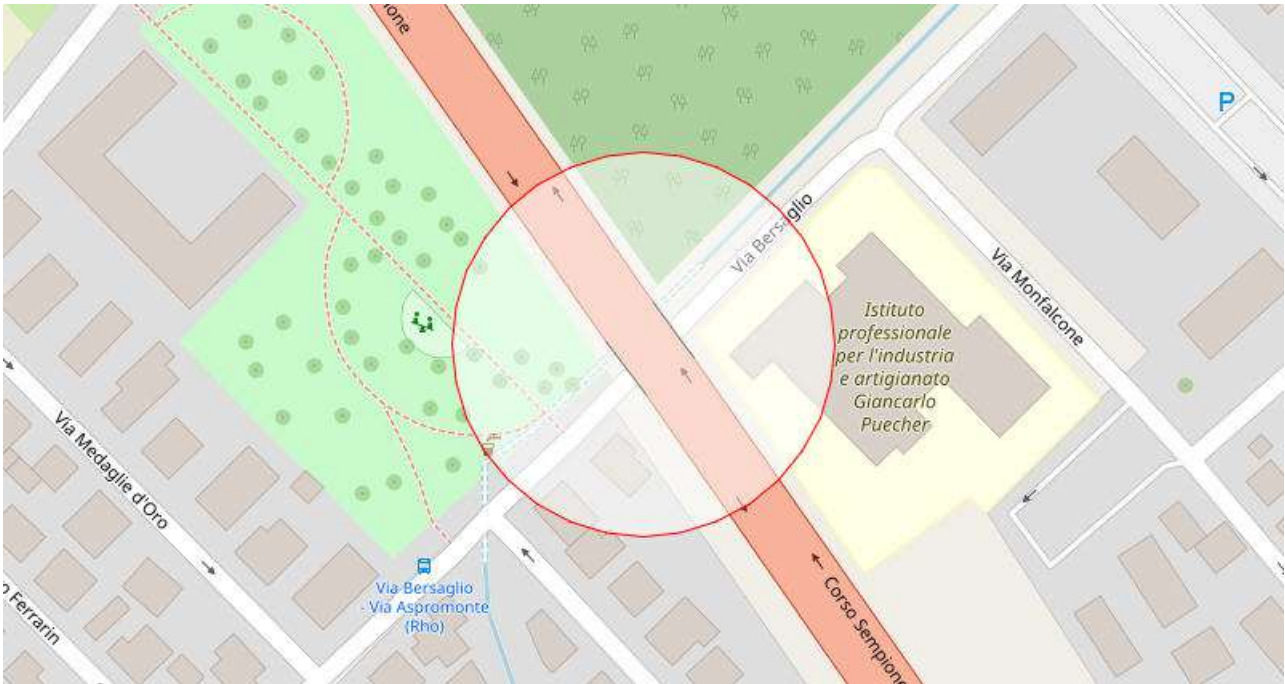 ione
P
Via Bersaglio
Via Monfalcone
Istituto
professionale
per l'industria
e artigianato
Giancarlo
Puecher
Via Medaglie d'Oro
Via Bersaglio
- Via Aspromonte
(Rho)
o Ferrarin
Corso Sempione